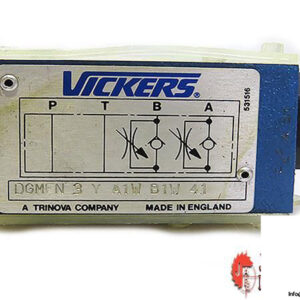 VICKERS®
P T B A
531516
DGMFN 3 Y A1W B1W 41
A TRINOVA COMPANY MADE IN ENGLAND